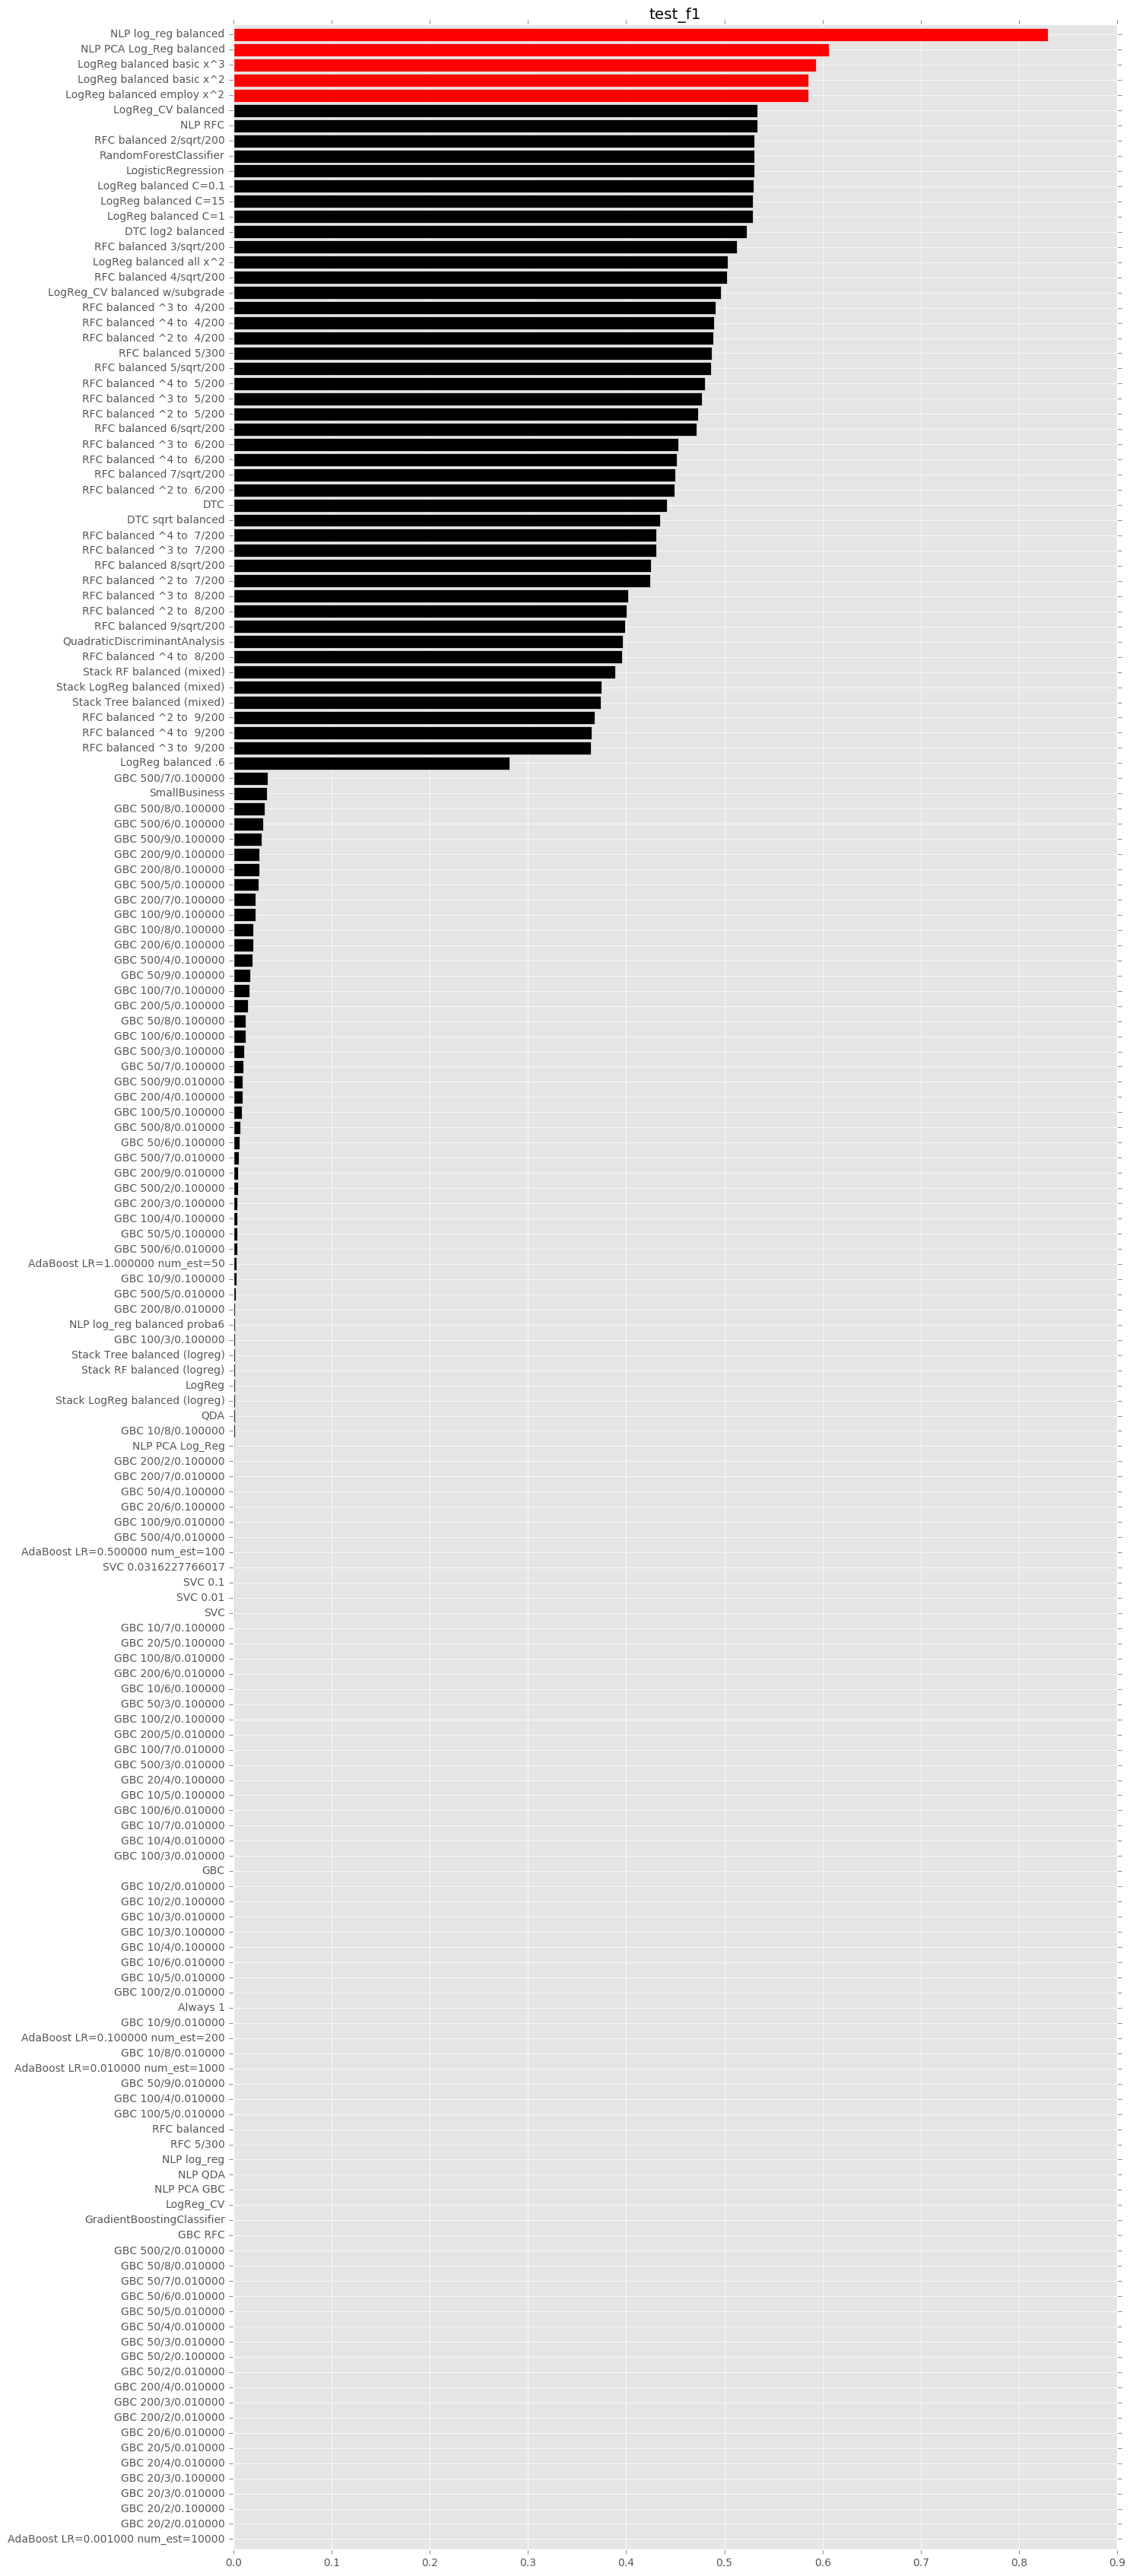 test_f1
NLP log_reg balanced
NLP PCA Log_Reg balanced
LogReg balanced basic x^3
LogReg balanced basic x^2
LogReg balanced employ x^2
LogReg_CV balanced
NLP RFC
RFC balanced 2/sqrt/200
RandomForestClassifier
LogisticRegression
LogReg balanced C=0.1
LogReg balanced C=15
LogReg balanced C=1
DTC log2 balanced
RFC balanced 3/sqrt/200
LogReg balanced all x^2
RFC balanced 4/sqrt/200
LogReg_CV balanced w/subgrade
RFC balanced ^3 to  4/200
RFC balanced ^4 to  4/200
RFC balanced ^2 to  4/200
RFC balanced 5/300
RFC balanced 5/sqrt/200
RFC balanced ^4 to  5/200
RFC balanced ^3 to  5/200
RFC balanced ^2 to  5/200
RFC balanced 6/sqrt/200
RFC balanced ^3 to  6/200
RFC balanced ^4 to  6/200
RFC balanced 7/sqrt/200
RFC balanced ^2 to  6/200
DTC
DTC sqrt balanced
RFC balanced ^4 to  7/200
RFC balanced ^3 to  7/200
RFC balanced 8/sqrt/200
RFC balanced ^2 to  7/200
RFC balanced ^3 to  8/200
RFC balanced ^2 to  8/200
RFC balanced 9/sqrt/200
QuadraticDiscriminantAnalysis
RFC balanced ^4 to  8/200
Stack RF balanced (mixed)
Stack LogReg balanced (mixed)
Stack Tree balanced (mixed)
RFC balanced ^2 to  9/200
RFC balanced ^4 to  9/200
RFC balanced ^3 to  9/200
LogReg balanced .6
GBC 500/7/0.100000
SmallBusiness
GBC 500/8/0.100000
GBC 500/6/0.100000
GBC 500/9/0.100000
GBC 200/9/0.100000
GBC 200/8/0.100000
GBC 500/5/0.100000
GBC 200/7/0.100000
GBC 100/9/0.100000
GBC 100/8/0.100000
GBC 200/6/0.100000
GBC 500/4/0.100000
GBC 50/9/0.100000
GBC 100/7/0.100000
GBC 200/5/0.100000
GBC 50/8/0.100000
GBC 100/6/0.100000
GBC 500/3/0.100000
GBC 50/7/0.100000
GBC 500/9/0.010000
GBC 200/4/0.100000
GBC 100/5/0.100000
GBC 500/8/0.010000
GBC 50/6/0.100000
GBC 500/7/0.010000
GBC 200/9/0.010000
GBC 500/2/0.100000
GBC 200/3/0.100000
GBC 100/4/0.100000
GBC 50/5/0.100000
GBC 500/6/0.010000
AdaBoost LR=1.000000 num_est=50
GBC 10/9/0.100000
GBC 500/5/0.010000
GBC 200/8/0.010000
NLP log_reg balanced proba6
GBC 100/3/0.100000
Stack Tree balanced (logreg)
Stack RF balanced (logreg)
LogReg
Stack LogReg balanced (logreg)
QDA
GBC 10/8/0.100000
NLP PCA Log_Reg
GBC 200/2/0.100000
GBC 200/7/0.010000
GBC 50/4/0.100000
GBC 20/6/0.100000
GBC 100/9/0.010000
GBC 500/4/0.010000
AdaBoost LR=0.500000 num_est=100
SVC 0.0316227766017
SVC 0.1
SVC 0.01
SVC
GBC 10/7/0.100000
GBC 20/5/0.100000
GBC 100/8/0.010000
GBC 200/6/0.010000
GBC 10/6/0.100000
GBC 50/3/0.100000
GBC 100/2/0.100000
GBC 200/5/0.010000
GBC 100/7/0.010000
GBC 500/3/0.010000
GBC 20/4/0.100000
GBC 10/5/0.100000
GBC 100/6/0.010000
GBC 10/7/0.010000
GBC 10/4/0.010000
GBC 100/3/0.010000
GBC
GBC 10/2/0.010000
GBC 10/2/0.100000
GBC 10/3/0.010000
GBC 10/3/0.100000
GBC 10/4/0.100000
GBC 10/6/0.010000
GBC 10/5/0.010000
GBC 100/2/0.010000
Always 1
GBC 10/9/0.010000
AdaBoost LR=0.100000 num_est=200
GBC 10/8/0.010000
AdaBoost LR=0.010000 num_est=1000
GBC 50/9/0.010000
GBC 100/4/0.010000
GBC 100/5/0.010000
RFC balanced
RFC 5/300
NLP log_reg
NLP QDA
NLP PCA GBC
LogReg_CV
GradientBoostingClassifier
GBC RFC
GBC 500/2/0.010000
GBC 50/8/0.010000
GBC 50/7/0.010000
GBC 50/6/0.010000
GBC 50/5/0.010000
GBC 50/4/0.010000
GBC 50/3/0.010000
GBC 50/2/0.100000
GBC 50/2/0.010000
GBC 200/4/0.010000
GBC 200/3/0.010000
GBC 200/2/0.010000
GBC 20/6/0.010000
GBC 20/5/0.010000
GBC 20/4/0.010000
GBC 20/3/0.100000
GBC 20/3/0.010000
GBC 20/2/0.100000
GBC 20/2/0.010000
AdaBoost LR=0.001000 num_est=10000
0.0 0.1 0.2 0.3 0.4 0.5 0.6 0.7 0.8 0.9